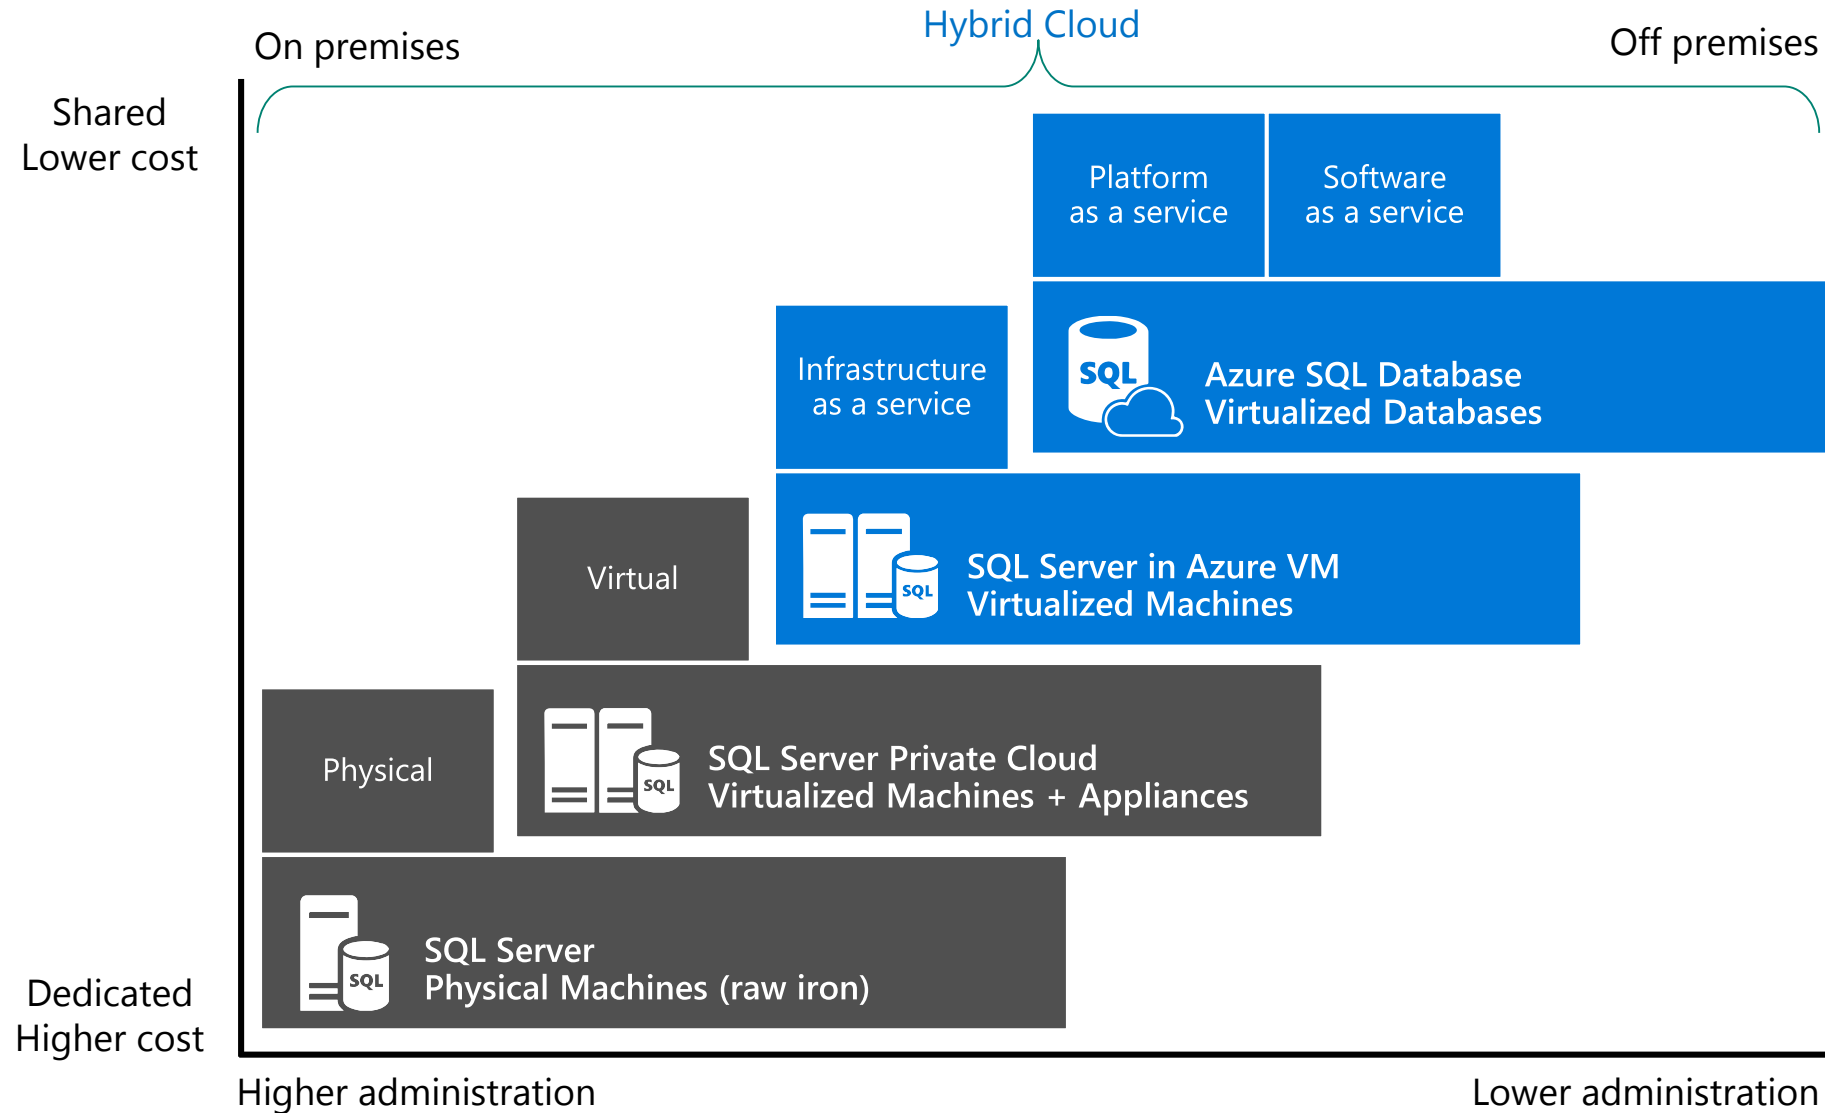 Hybrid Cloud
On premises
Off premises
Shared
Lower cost
Platform
as a service
Software
as a service
Infrastructure
as a service
SQL
Azure SQL Database
Virtualized Databases
Virtual
SQL
SQL Server in Azure VM
Virtualized Machines
Physical
SQL
SQL Server Private Cloud
Virtualized Machines + Appliances
SQL
SQL Server
Physical Machines (raw iron)
Dedicated
Higher cost
Higher administration
Lower administration